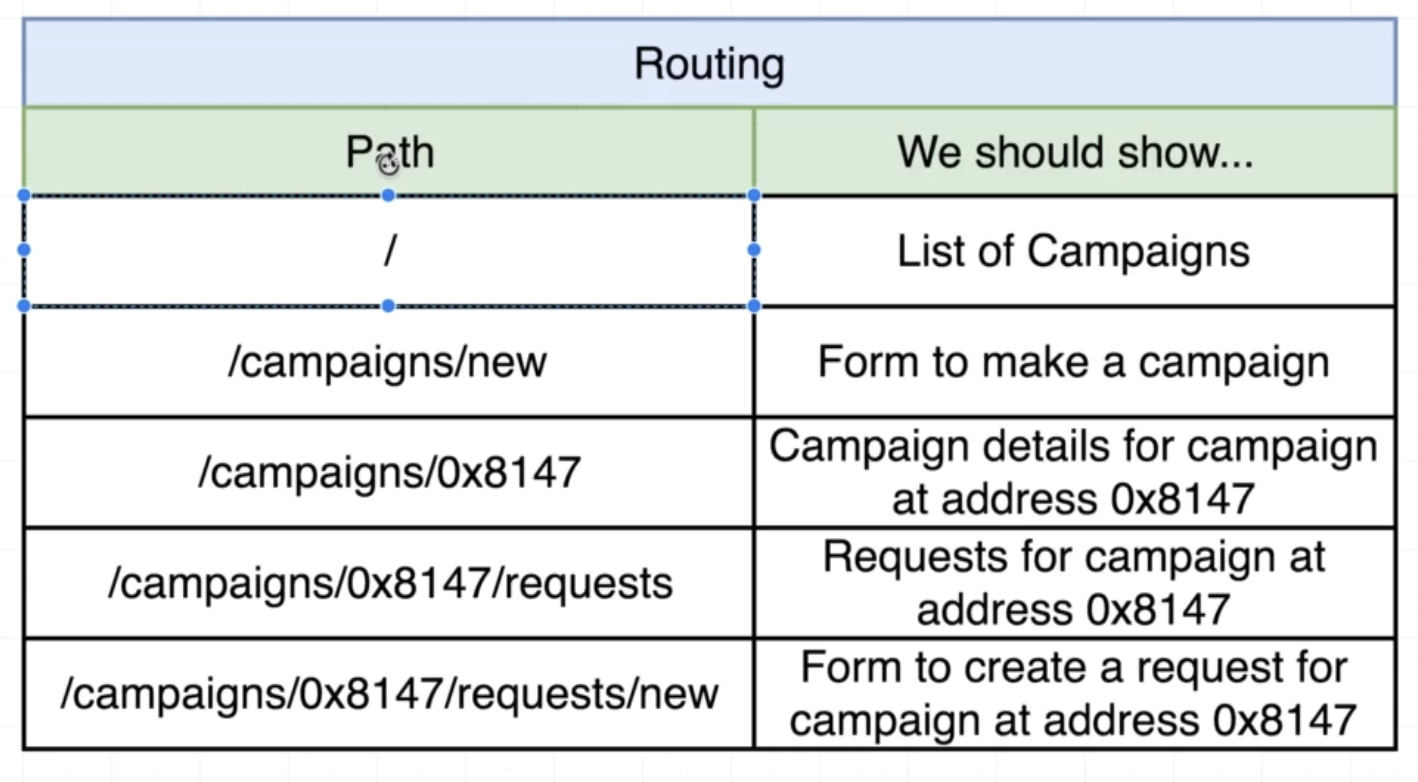 Routing
Path
We should show...
/
List of Campaigns
/campaigns/new
Form to make a campaign
/campaigns/0x8147
Campaign details for campaign
at address 0x8147
/campaigns/0x8147/requests
Requests for campaign at
address 0x8147
/campaigns/0x8147/requests/new
Form to create a request for
campaign at address 0x8147